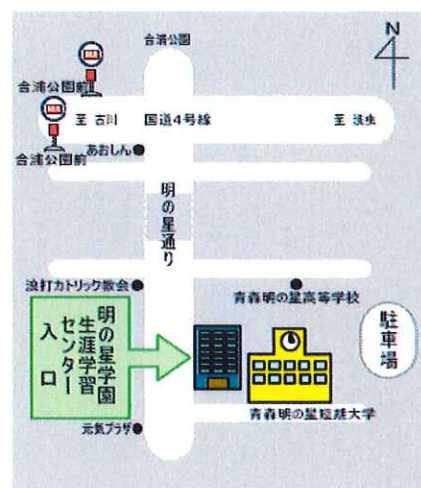 合浦公園
N
合浦公園前
至 古川
国道4号線
至 浅虫
合浦公園前
あおしん
明の星通り
浪打カトリック教会
青森明の星高等学校
明の星学園
生涯学習
センター
入口
駐車場
青森明の星短期大学
元気プラザ